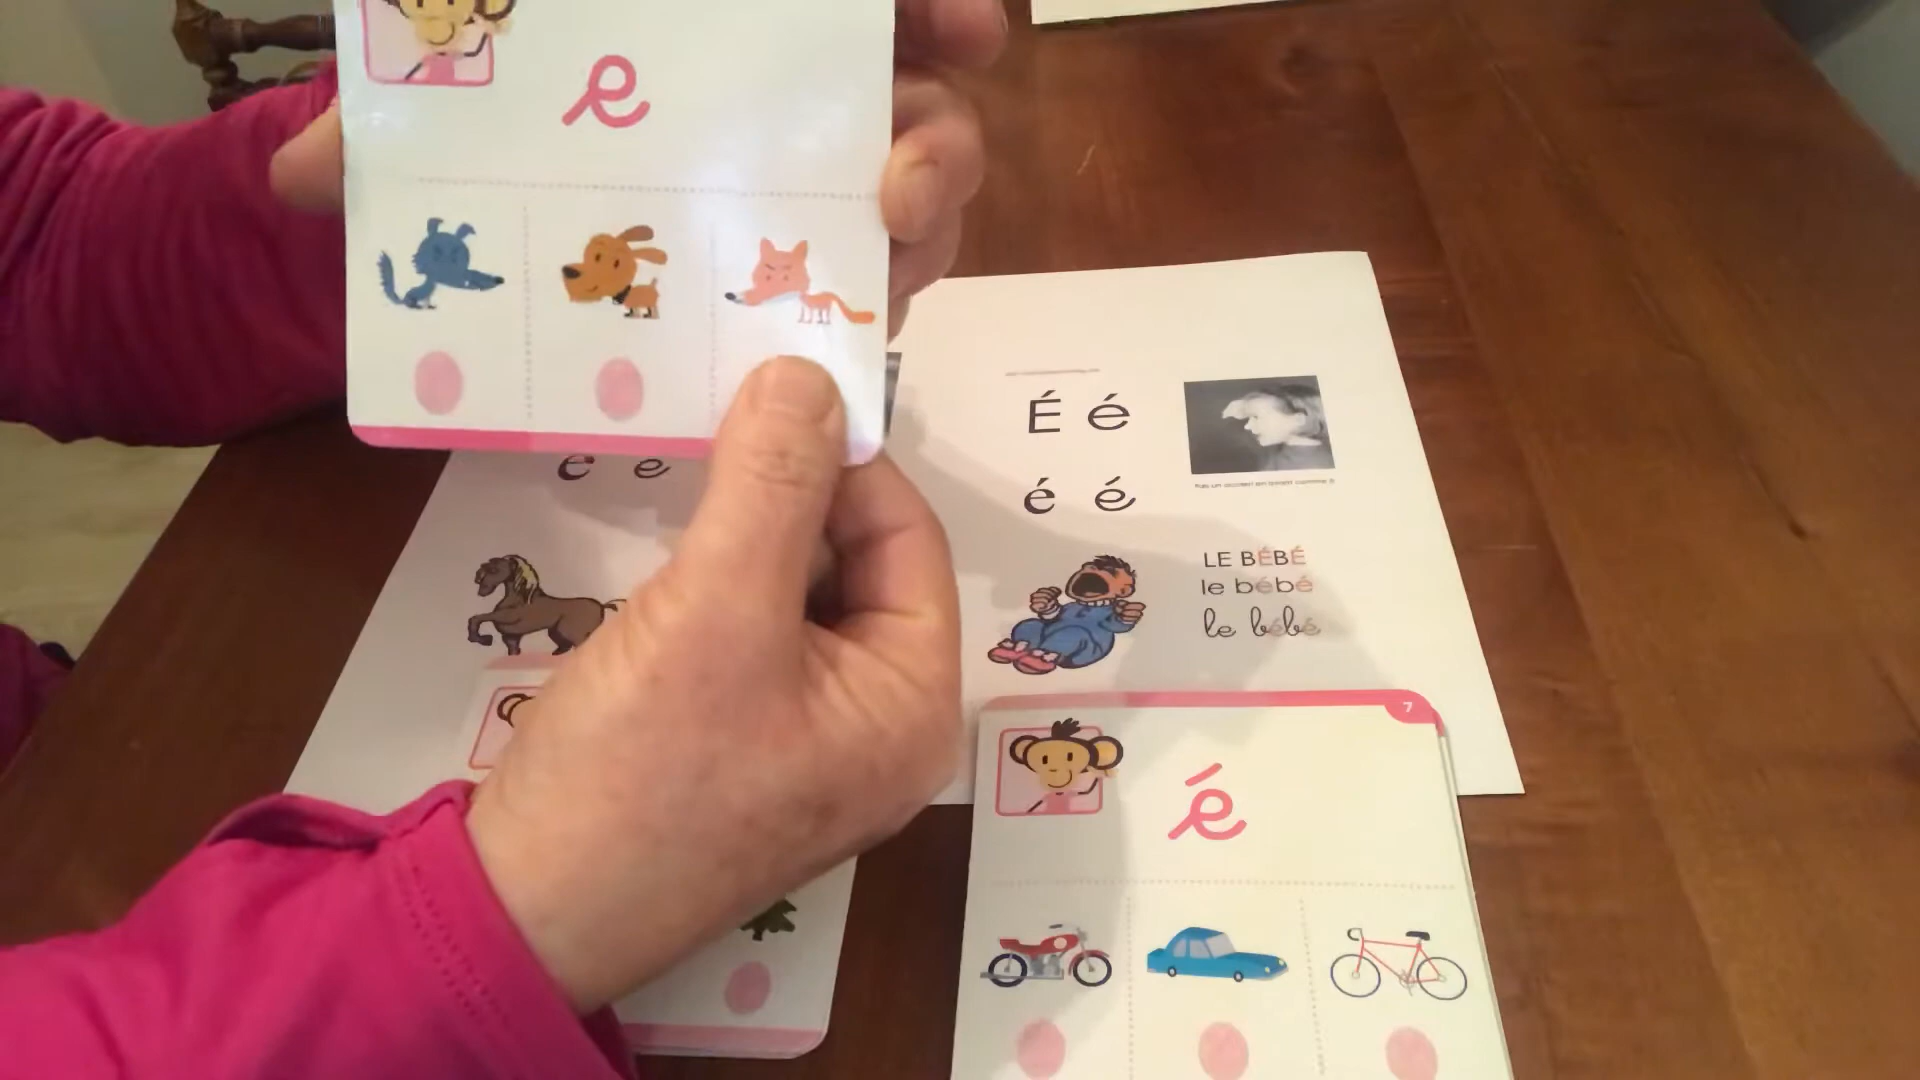 e
e e
É é
é é
LE BÉBÉ
le bébé
le bébé
7
é